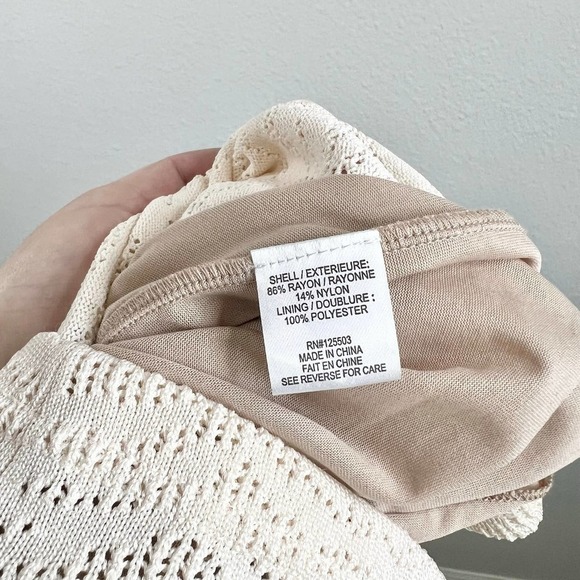 SHELL / EXTERIEURE:
86% RAYON / RAYONNE
14% NYLON
LINING / DOUBLURE :
100% POLYESTER
RN#125503
MADE IN CHINA
FAIT EN CHINE
SEE REVERSE FOR CARE